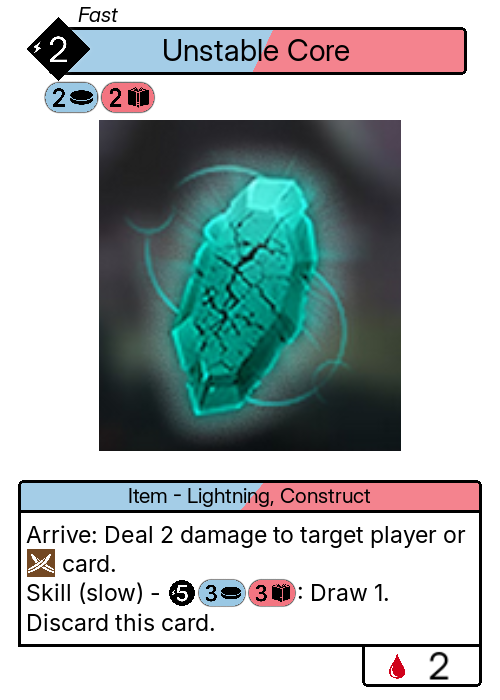 Fast
2
Unstable Core
2 2
Item - Lightning, Construct
Arrive: Deal 2 damage to target player or
card.
Skill (slow) - 5 3 3 : Draw 1.
Discard this card.
2